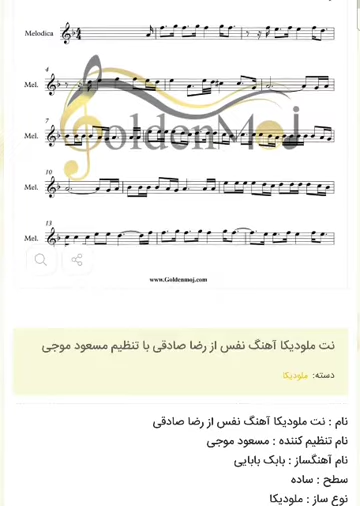 Melodica
4
Mel.
GoldenMoj
7
Mel.
10
Mel.
13
Mel.
www.Goldenmoj.com
نت ملودیکا آهنگ نفس از رضا صادقی با تنظیم مسعود موجی
دسته: ملودیکا
نام : نت ملودیکا آهنگ نفس از رضا صادقی
نام تنظیم کننده : مسعود موجی
نام آهنگساز : بابک بابایی
سطح : ساده
نوع ساز : ملودیکا